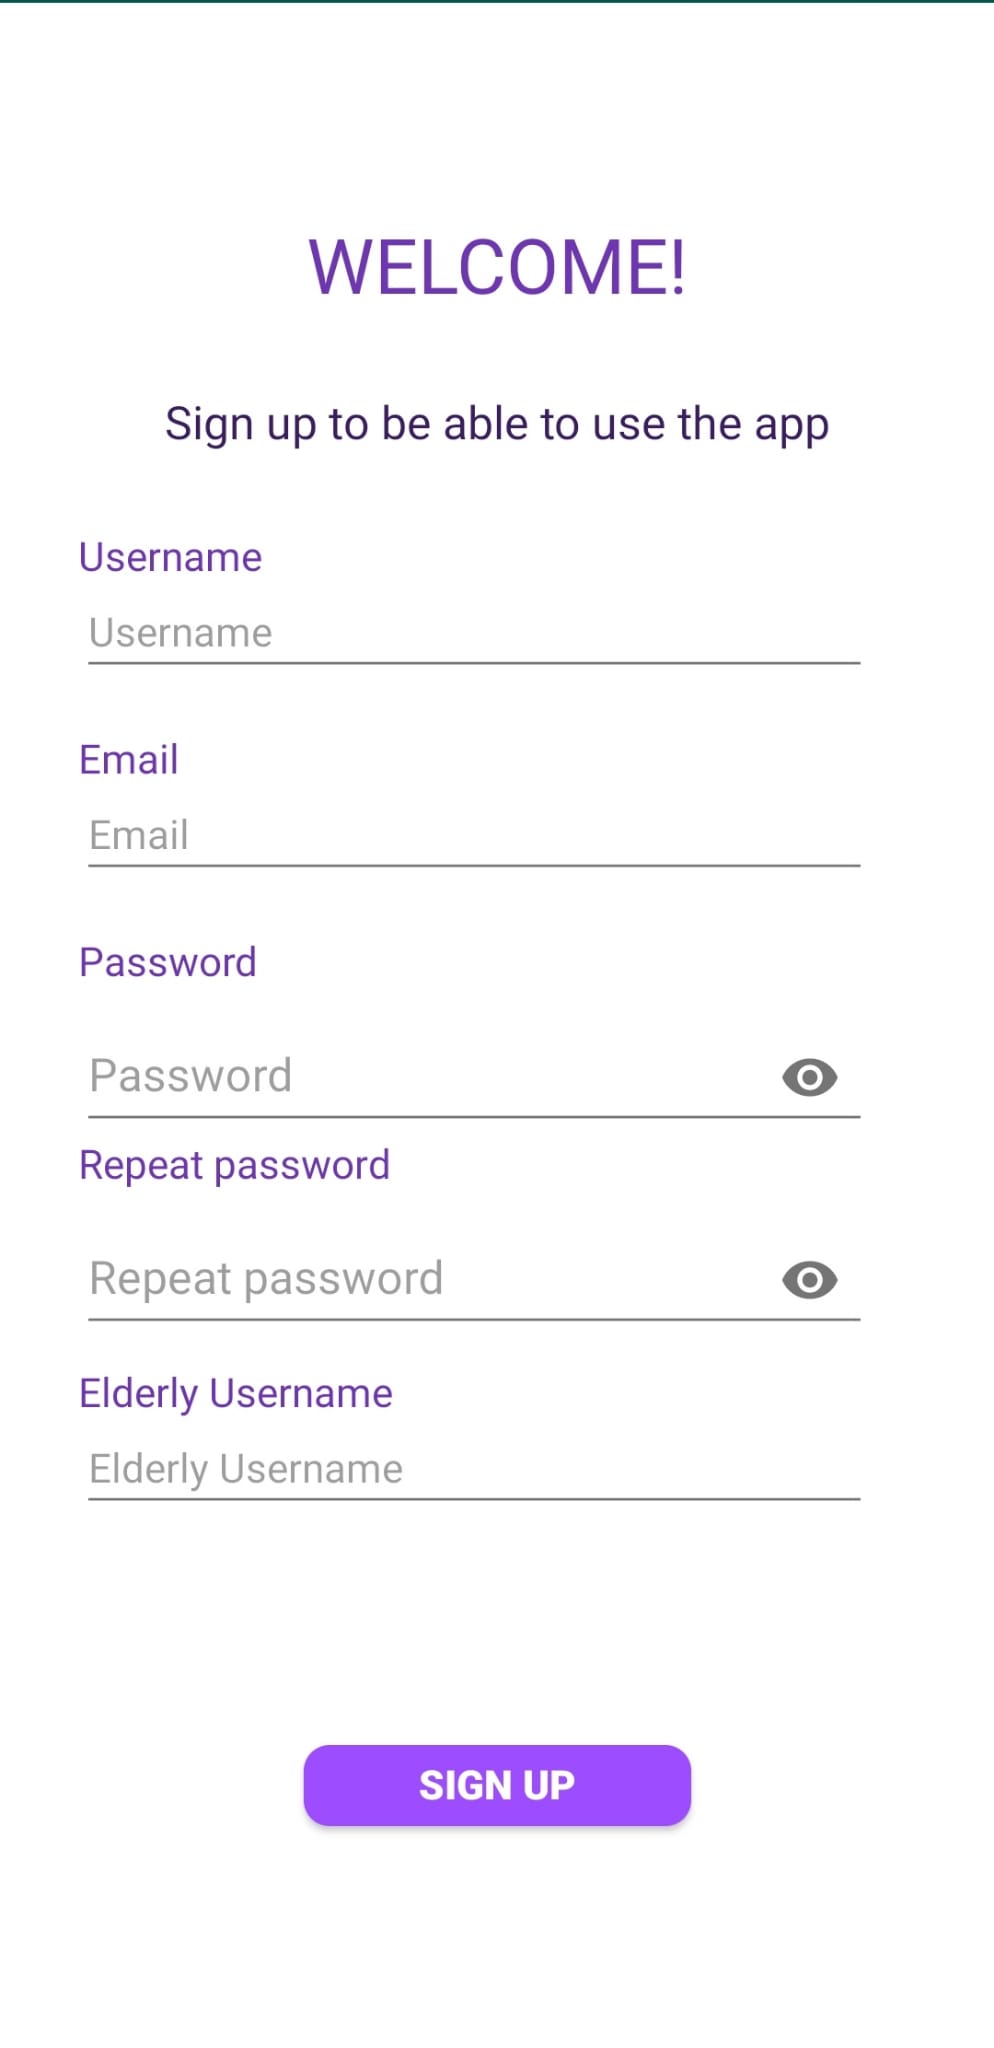 WELCOME!
Sign up to be able to use the app
Username
Username
Email
Email
Password
Password
Repeat password
Repeat password
Elderly Username
Elderly Username
SIGN UP